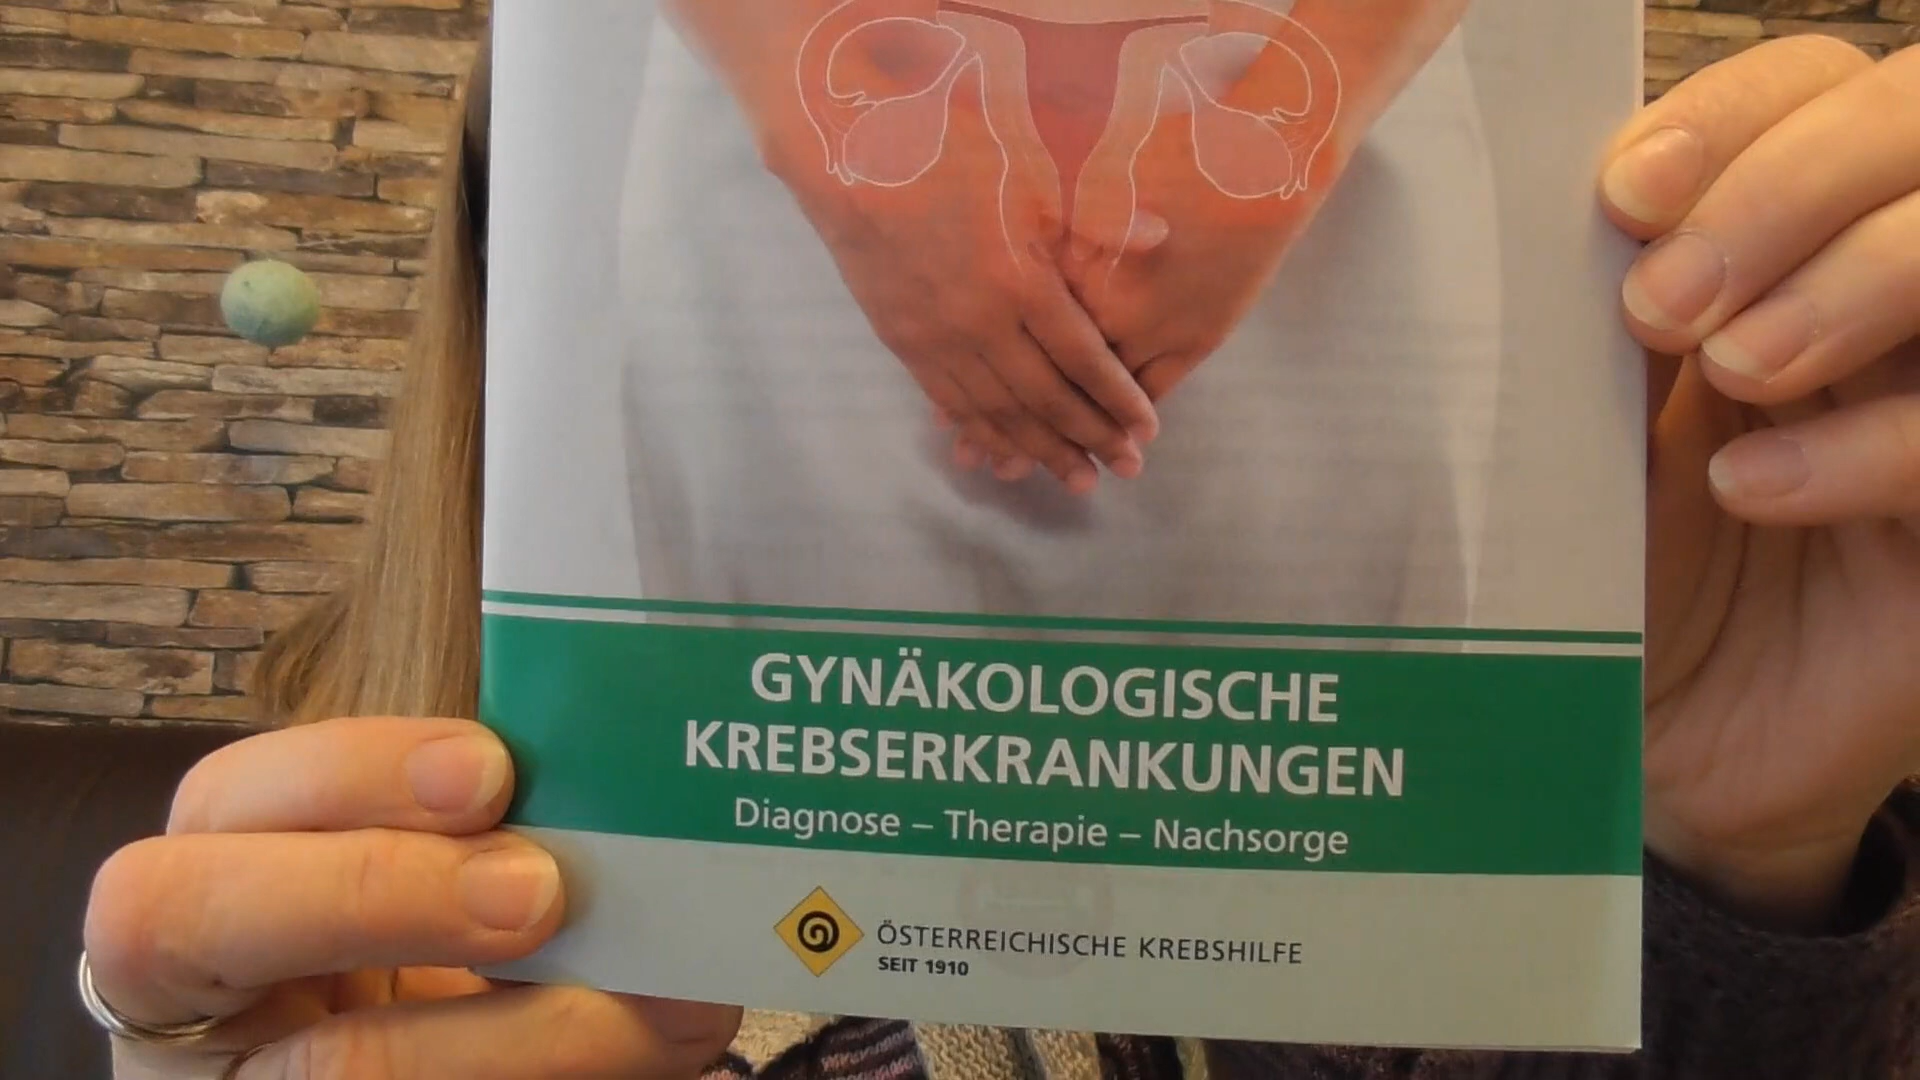 GYNÄKOLOGISCHE
KREBSERKRANKUNGEN
Diagnose – Therapie – Nachsorge
ÖSTERREICHISCHE KREBSHILFE
SEIT 1910